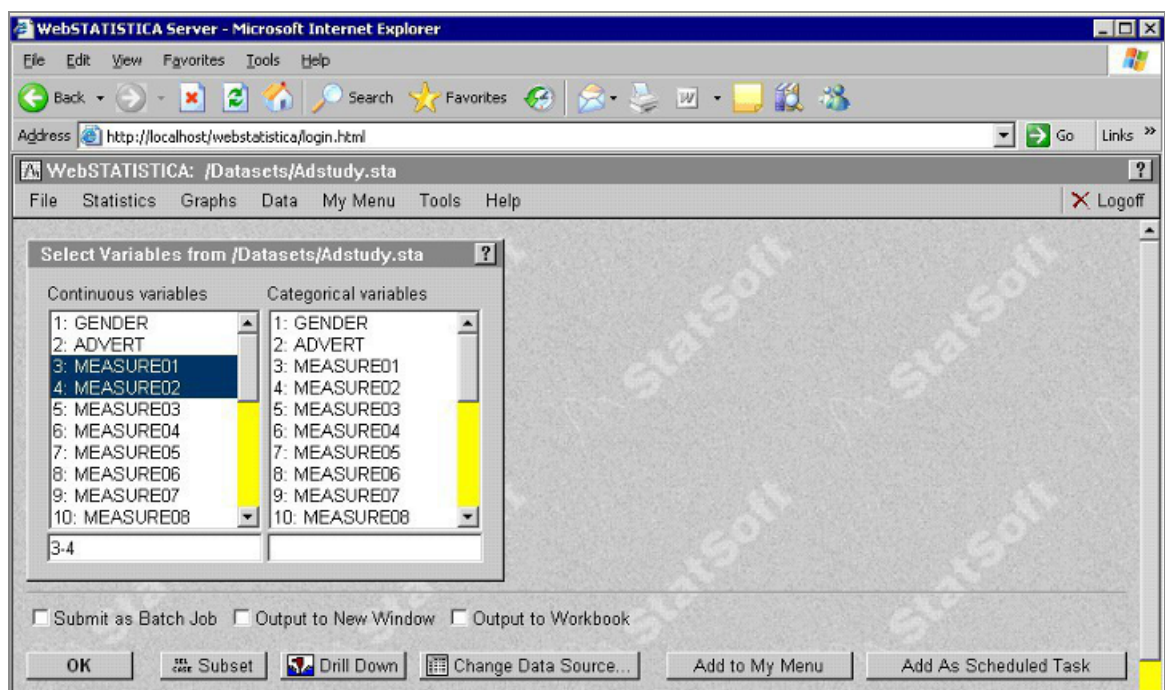 WebSTATISTICA Server - Microsoft Internet Explorer
File Edit View Favorites Tools Help
Back Search Favorites
Address http://localhost/webstatistica/login.html Go Links »
WebSTATISTICA: /Datasets/Adstudy.sta ?
File Statistics Graphs Data My Menu Tools Help Logoff
Select Variables from /Datasets/Adstudy.sta ?
Continuous variables Categorical variables
1: GENDER 1: GENDER
2: ADVERT 2: ADVERT
3: MEASURE01 3: MEASURE01
4: MEASURE02 4: MEASURE02
5: MEASURE03 5: MEASURE03
6: MEASURE04 6: MEASURE04
7: MEASURE05 7: MEASURE05
8: MEASURE06 8: MEASURE06
9: MEASURE07 9: MEASURE07
10: MEASURE08 10: MEASURE08
3-4
StatSoft
StatSoft
StatSoft
StatSoft
Submit as Batch Job Output to New Window Output to Workbook
OK Subset Drill Down Change Data Source... Add to My Menu Add As Scheduled Task